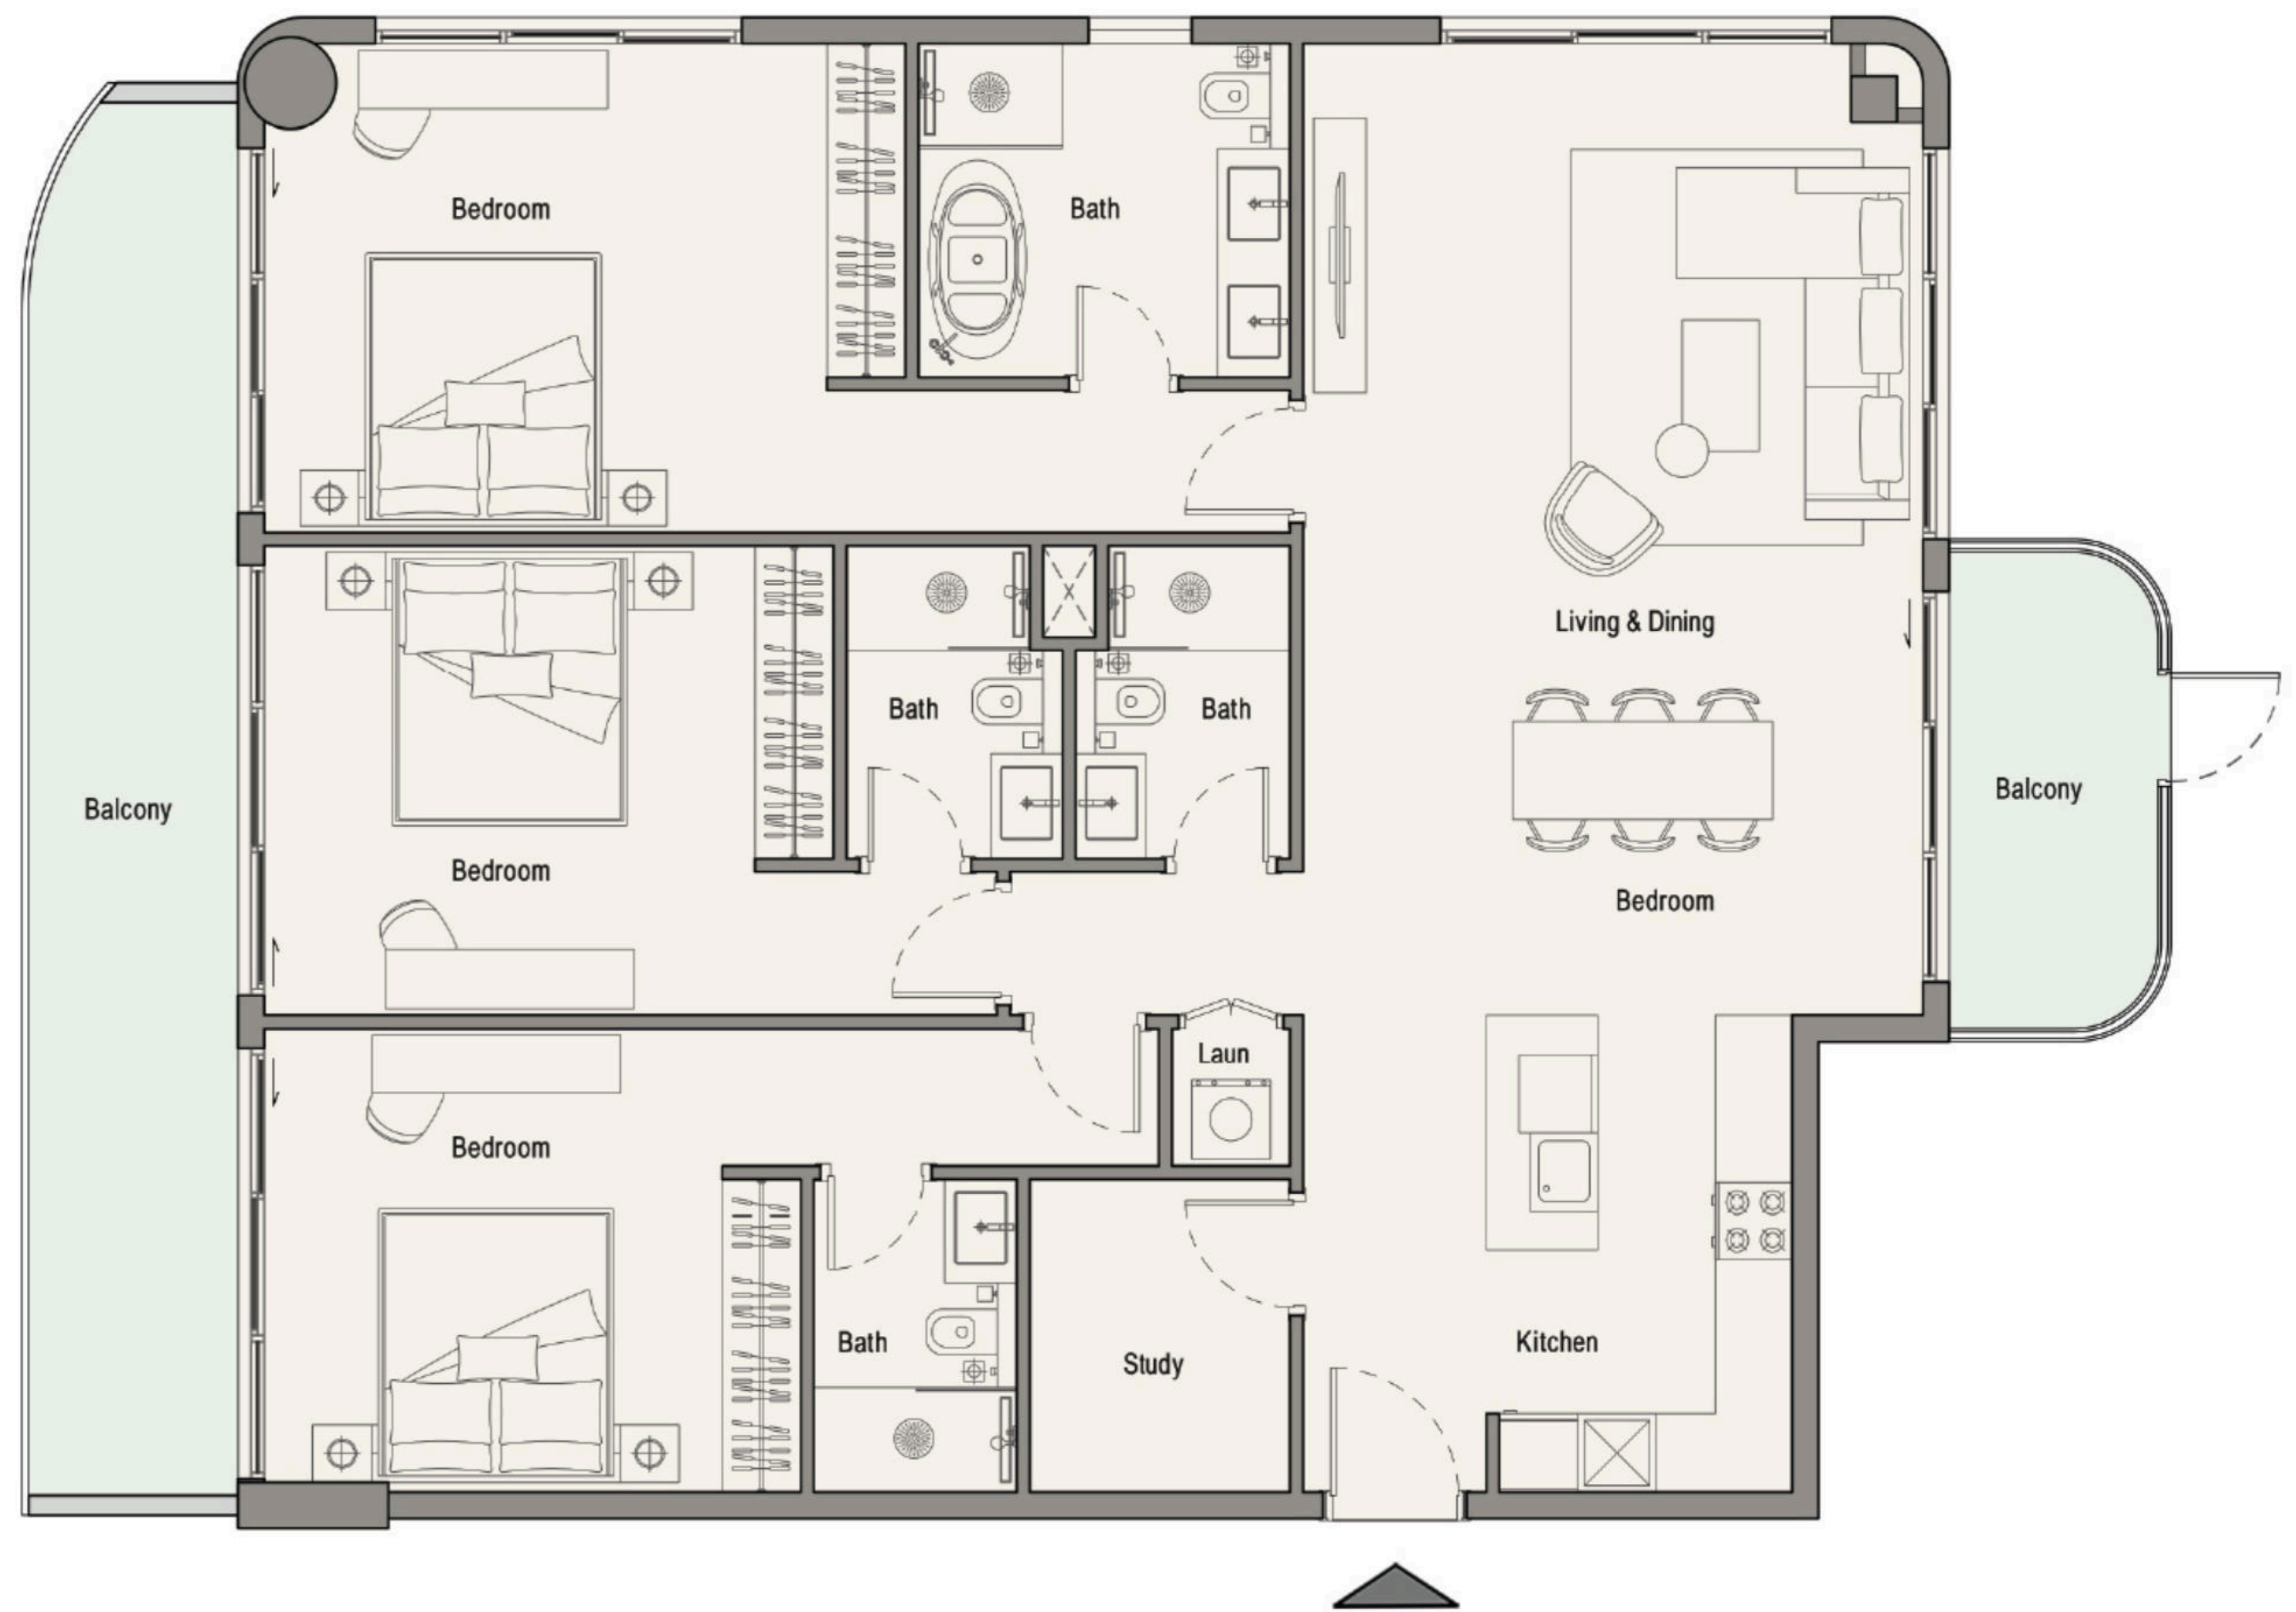 Bedroom
Bath
Living & Dining
Bath
Bath
Balcony
Balcony
Bedroom
Bedroom
Laun
Bedroom
Bath
Study
Kitchen